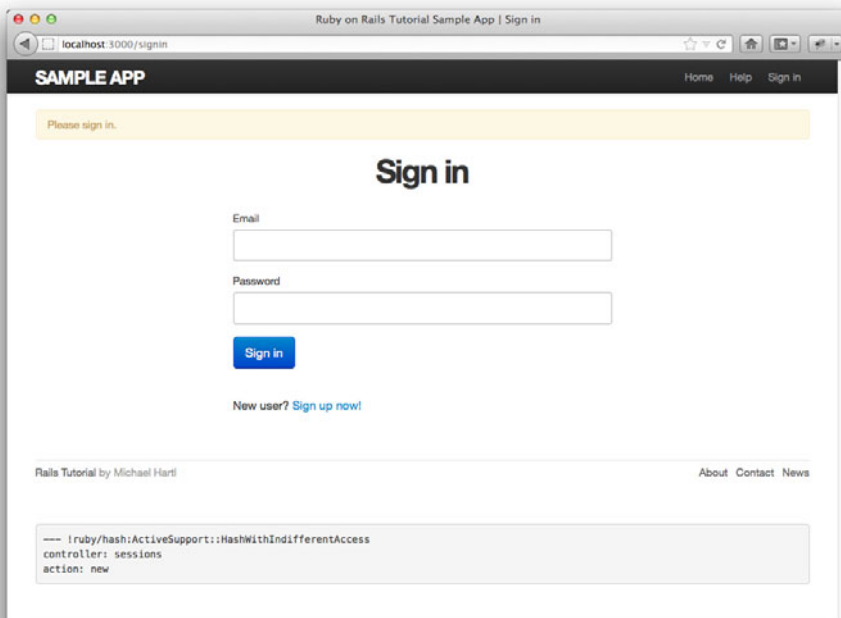 Ruby on Rails Tutorial Sample App | Sign in
localhost:3000/signin
SAMPLE APP
Home Help Sign in
Please sign in.
Sign in
Email
Password
Sign in
New user? Sign up now!
Rails Tutorial by Michael Hartl
About Contact News
--- !ruby/hash:ActiveSupport::HashWithIndifferentAccess
controller: sessions
action: new